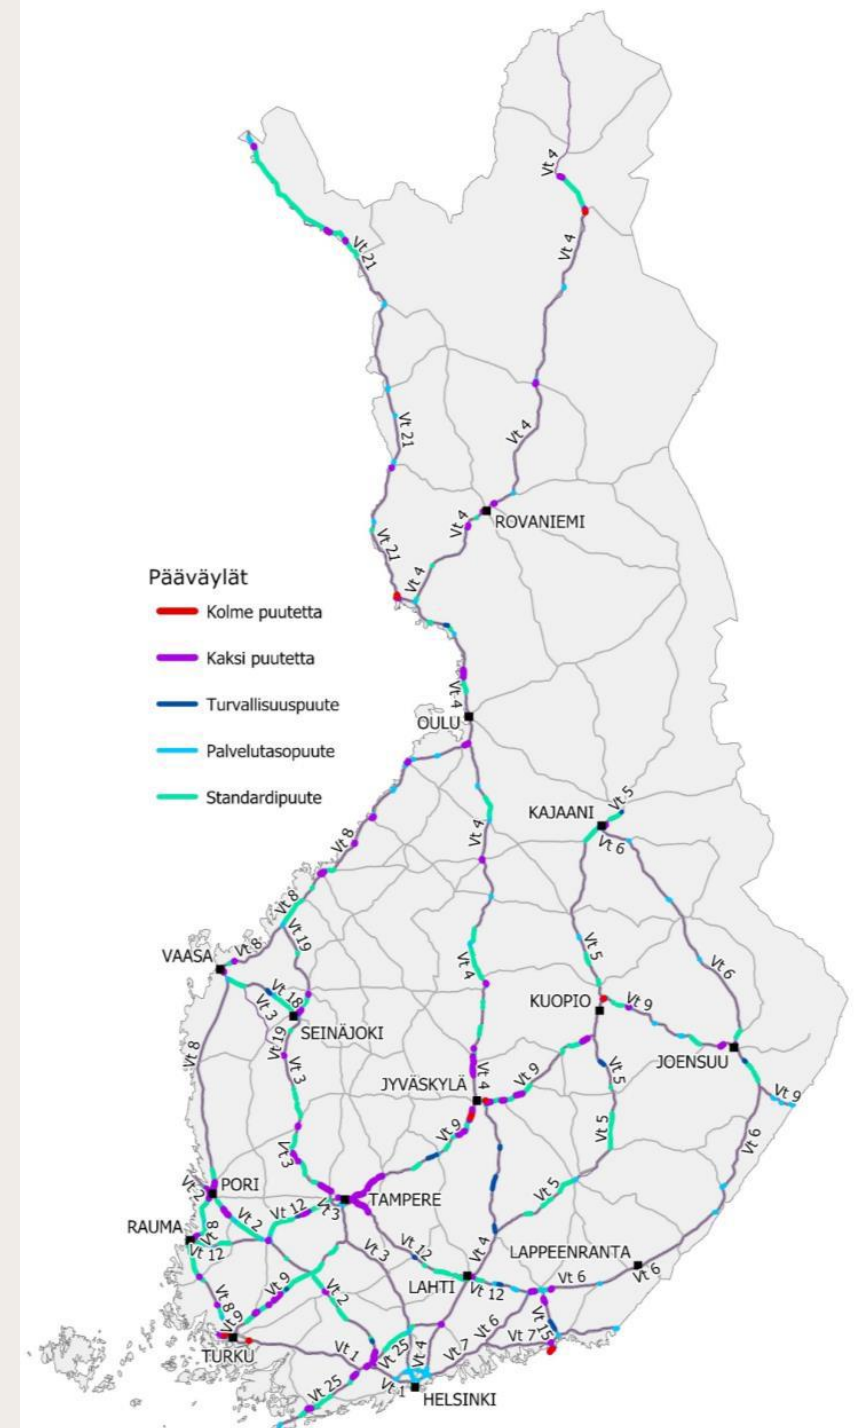 Vt 4
Vt 4
Vt 21
Vt 21
Vt 4
ROVANIEMI
Vt 4
Vt 21
Vt 4
Pääväylät
Kolme puutetta
Kaksi puutetta
Turvallisuuspuute
Palvelutasopuute
Standardipuute
Vt 4
OULU
Vt 5
KAJAANI
Vt 6
Vt 4
Vt 8
Vt 8
Vt 19
Vt 8
VAASA
Vt 5
Vt 4
Vt 6
Vt 18
Vt 3
KUOPIO
Vt 9
SEINÄJOKI
Vt 19
Vt 8
JOENSUU
Vt 3
JYVÄSKYLÄ
Vt 4
Vt 9
Vt 5
Vt 9
Vt 9
Vt 5
Vt 6
Vt 3
PORI
Vt 2
TAMPERE
Vt 5
Vt 12
Vt 3
RAUMA
Vt 8
Vt 2
Vt 12
Vt 3
Vt 12
Vt 4
LAPPEENRANTA
Vt 6
LAHTI
Vt 12
Vt 6
Vt 9
Vt 2
Vt 8
Vt 9
Vt 15
Vt 6
Vt 7
TURKU
Vt 1
Vt 25
Vt 4
Vt 7
Vt 25
Vt 1
HELSINKI